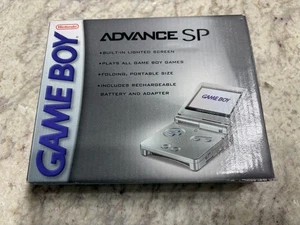 Nintendo
GAME BOY
ADVANCE SP
•BUILT-IN LIGHTED SCREEN
•PLAYS ALL GAME BOY GAMES
•FOLDING, PORTABLE SIZE
•INCLUDES RECHARGEABLE
BATTERY AND ADAPTER
GAME BOY